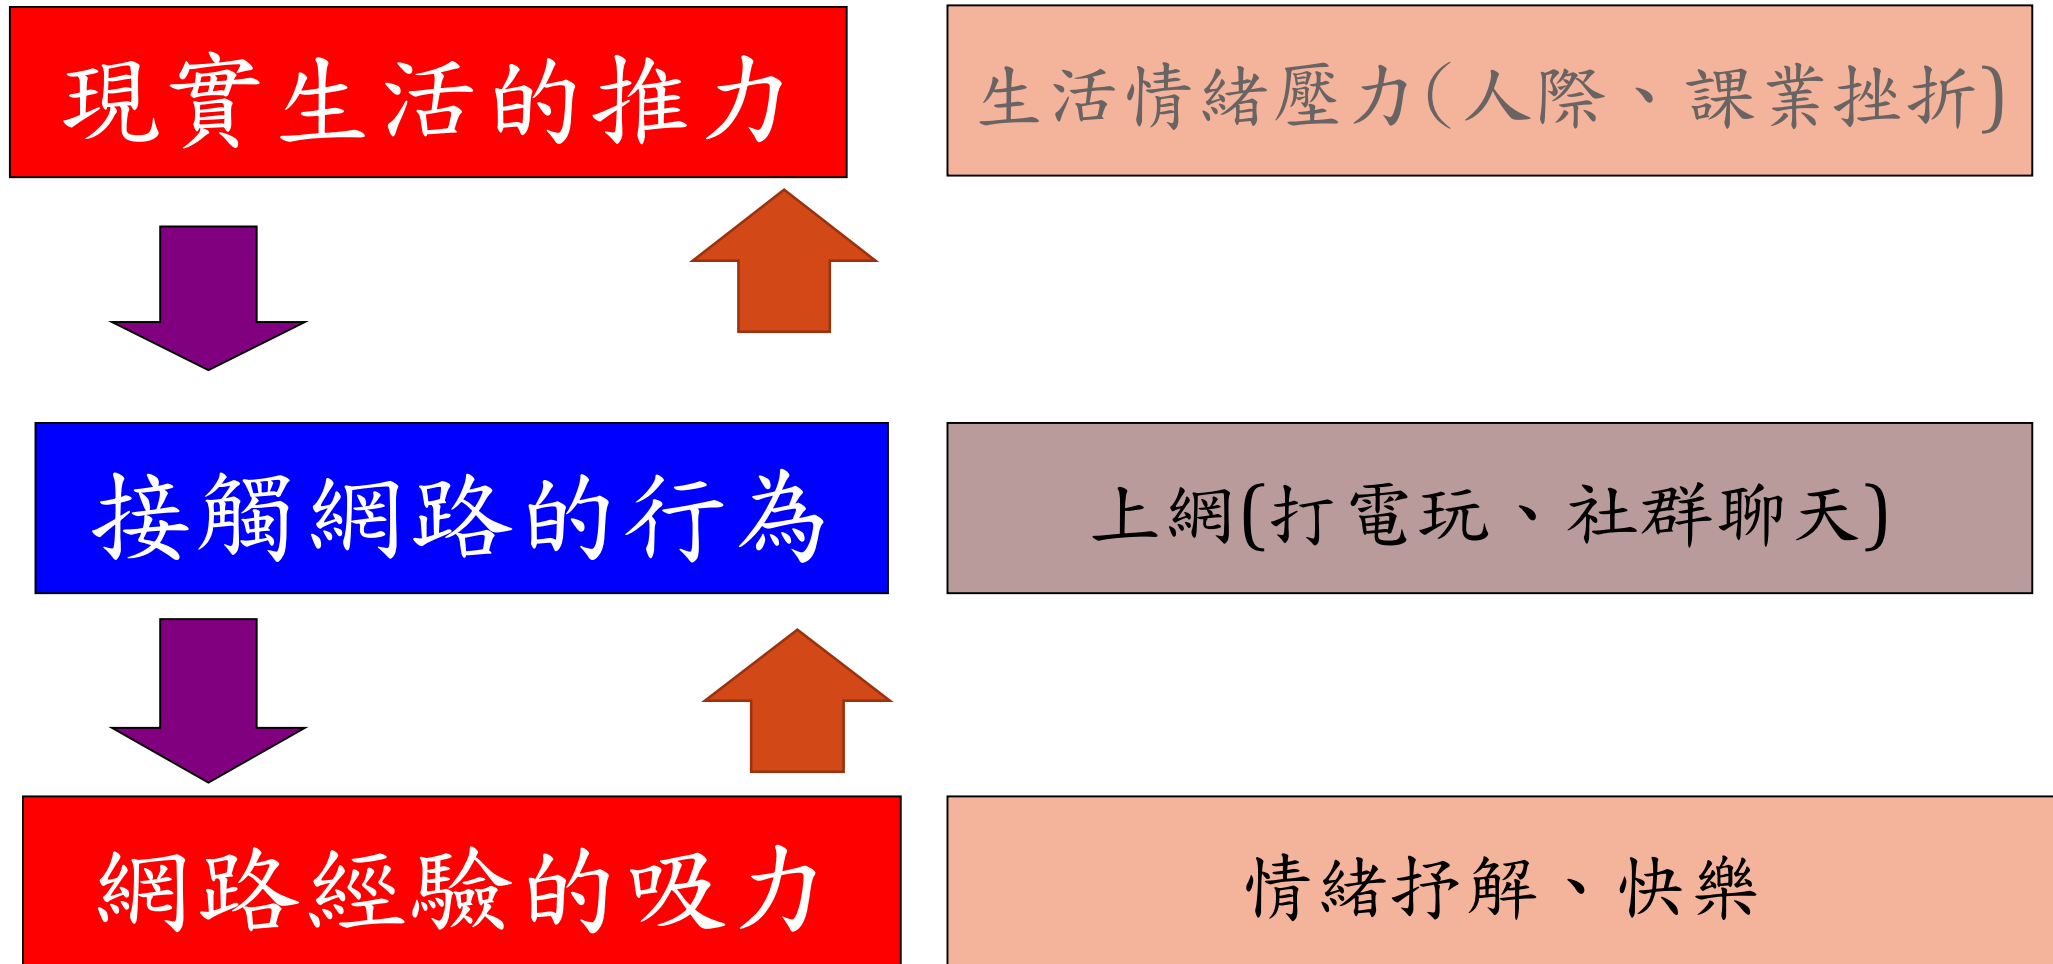 現實生活的推力
生活情緒壓力(人際、課業挫折)
接觸網路的行為
上網(打電玩、社群聊天)
網路經驗的吸力
情緒抒解、快樂